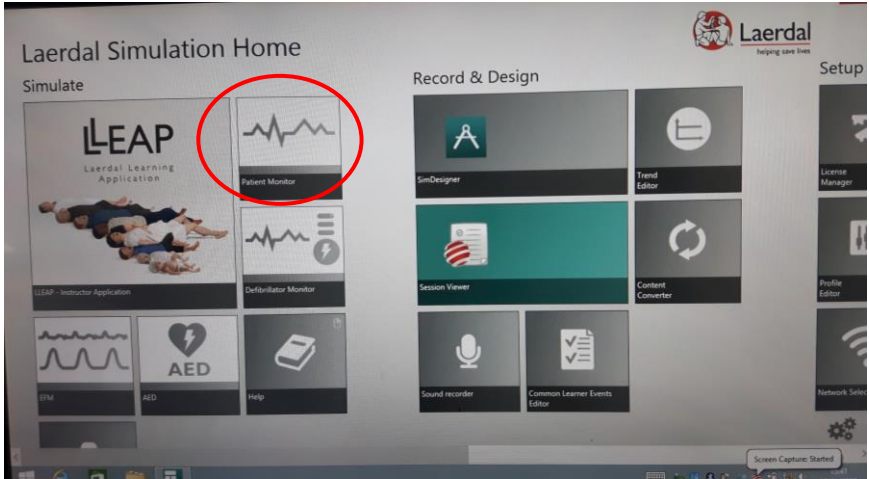 Laerdal Simulation Home
Laerdal
helping save lives
Simulate
LLEAP
Laerdal Learning
Application
LLEAP - Instructor Application
Patient Monitor
Defibrillator Monitor
EFM
AED
AED
Help
Record & Design
SimDesigner
Trend
Editor
Session Viewer
Content
Converter
Sound recorder
Common Learner Events
Editor
Setup
License
Manager
Profile
Editor
Network Selec
Screen Capture: Started